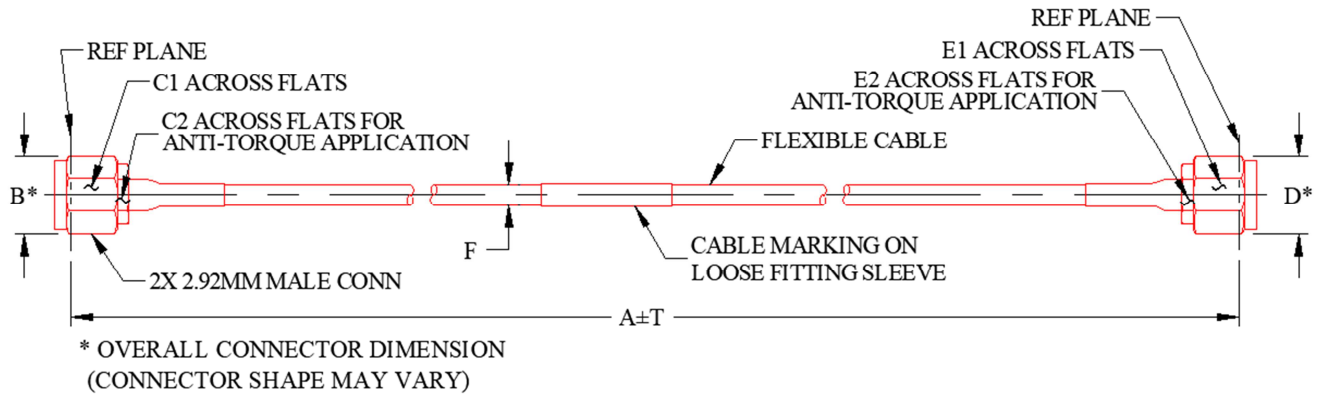 REF PLANE
C1 ACROSS FLATS
C2 ACROSS FLATS FOR
ANTI-TORQUE APPLICATION
B*
2X 2.92MM MALE CONN
F
FLEXIBLE CABLE
CABLE MARKING ON
LOOSE FITTING SLEEVE
REF PLANE
E1 ACROSS FLATS
E2 ACROSS FLATS FOR
ANTI-TORQUE APPLICATION
D*
A±T
* OVERALL CONNECTOR DIMENSION
(CONNECTOR SHAPE MAY VARY)